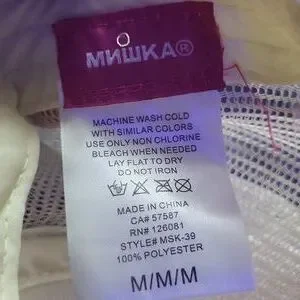 МИШКА®
MACHINE WASH COLD
WITH SIMILAR COLORS
USE ONLY NON CHLORINE
BLEACH WHEN NEEDED
LAY FLAT TO DRY
DO NOT IRON
MADE IN CHINA
CA# 57587
RN# 126081
STYLE# MSK-39
100% POLYESTER
M/M/M